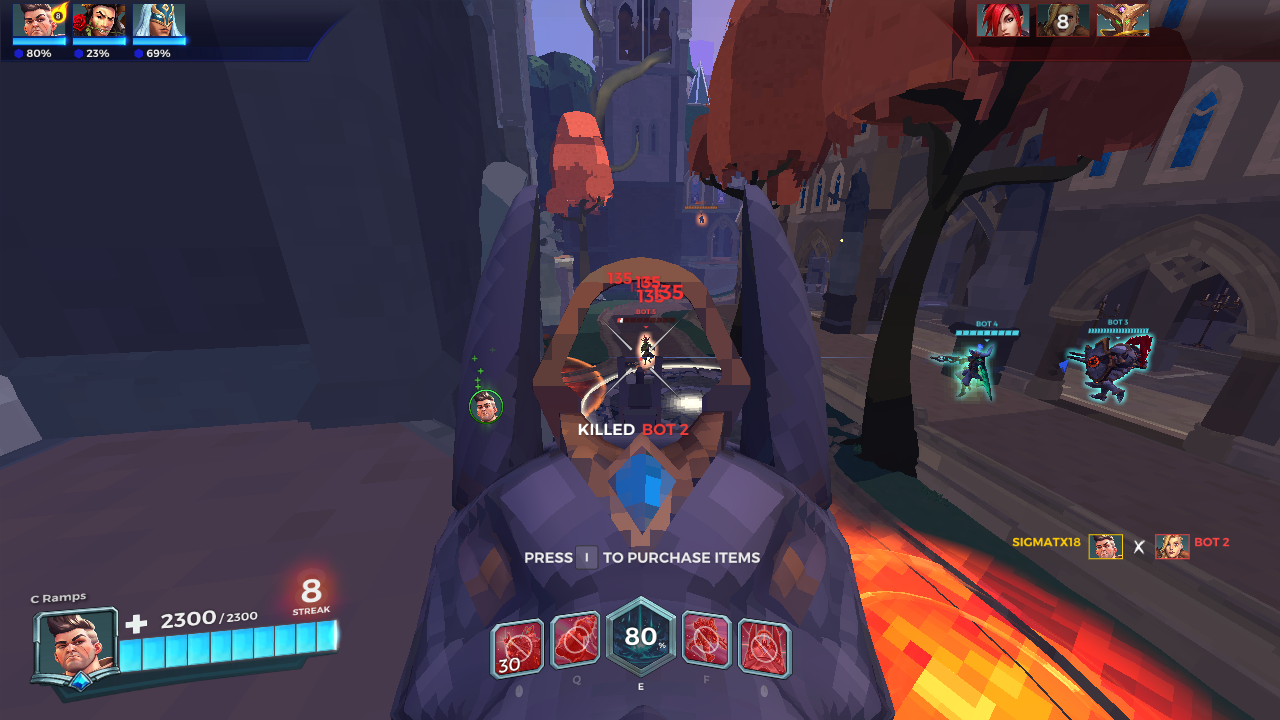 8
80% 23% 69%
8
135 135 135
135
BOT 4
BOT 3
KILLED BOT 2
SIGMATX18 X BOT 2
PRESS I TO PURCHASE ITEMS
C Ramps
2300/2300
8
STREAK
30
80%
Q
E
F